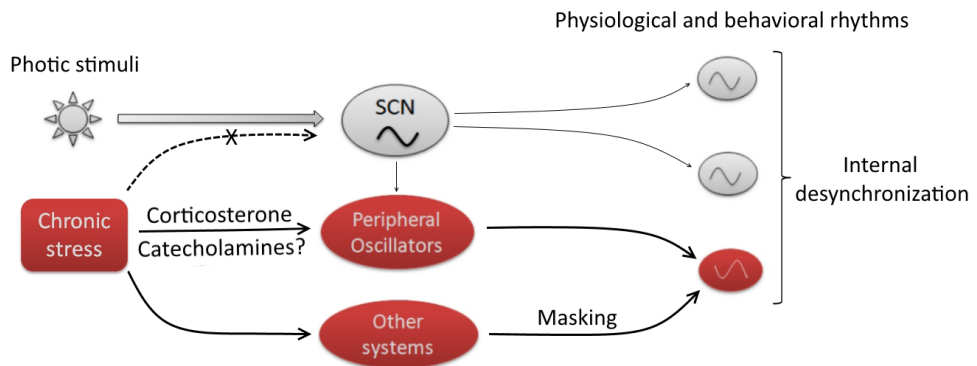 Physiological and behavioral rhythms
Photic stimuli
SCN
X
Internal
desynchronization
Chronic
stress
Corticosterone
Catecholamines?
Peripheral
Oscillators
Other
systems
Masking